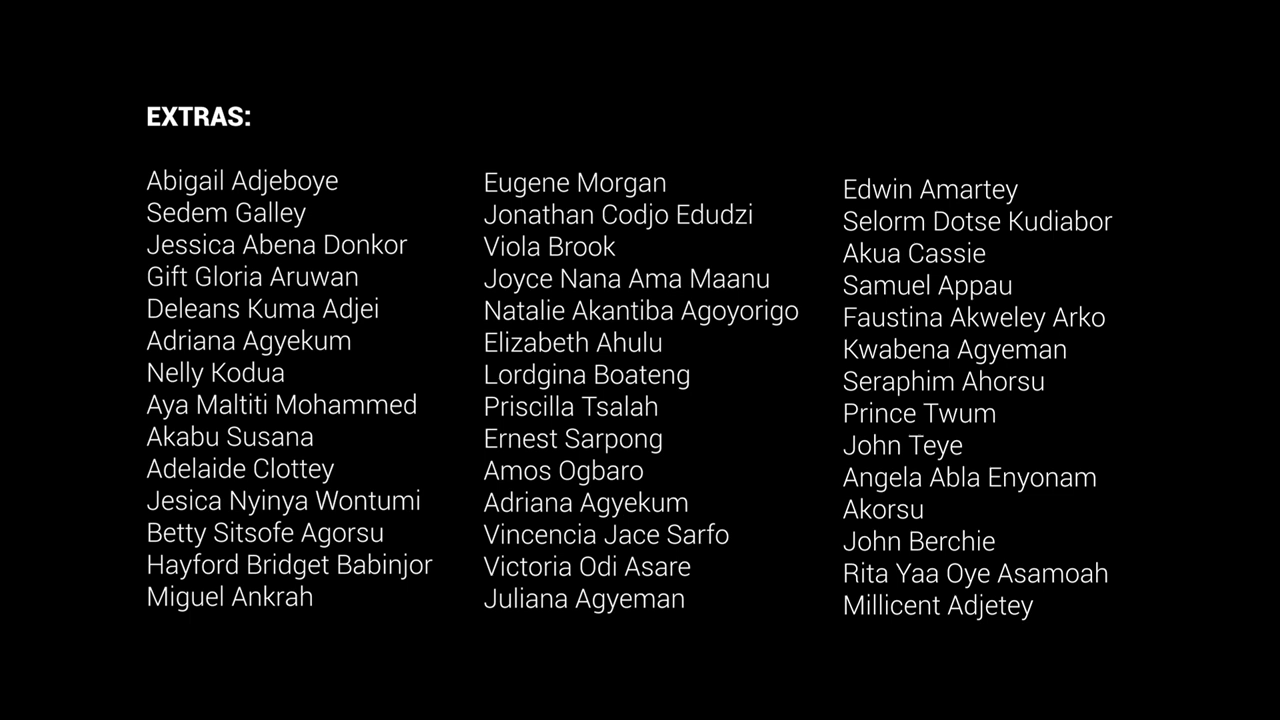 EXTRAS:
Abigail Adjeboye
Sedem Galley
Jessica Abena Donkor
Gift Gloria Aruwan
Deleans Kuma Adjei
Adriana Agyekum
Nelly Kodua
Aya Maltiti Mohammed
Akabu Susana
Adelaide Clottey
Jesica Nyinya Wontumi
Betty Sitsofe Agorsu
Hayford Bridget Babinjor
Miguel Ankrah
Eugene Morgan
Jonathan Codjo Edudzi
Viola Brook
Joyce Nana Ama Maanu
Natalie Akantiba Agoyorigo
Elizabeth Ahulu
Lordgina Boateng
Priscilla Tsalah
Ernest Sarpong
Amos Ogbaro
Adriana Agyekum
Vincencia Jace Sarfo
Victoria Odi Asare
Juliana Agyeman
Edwin Amartey
Selorm Dotse Kudiabor
Akua Cassie
Samuel Appau
Faustina Akweley Arko
Kwabena Agyeman
Seraphim Ahorsu
Prince Twum
John Teye
Angela Abla Enyonam
Akorsu
John Berchie
Rita Yaa Oye Asamoah
Millicent Adjetey